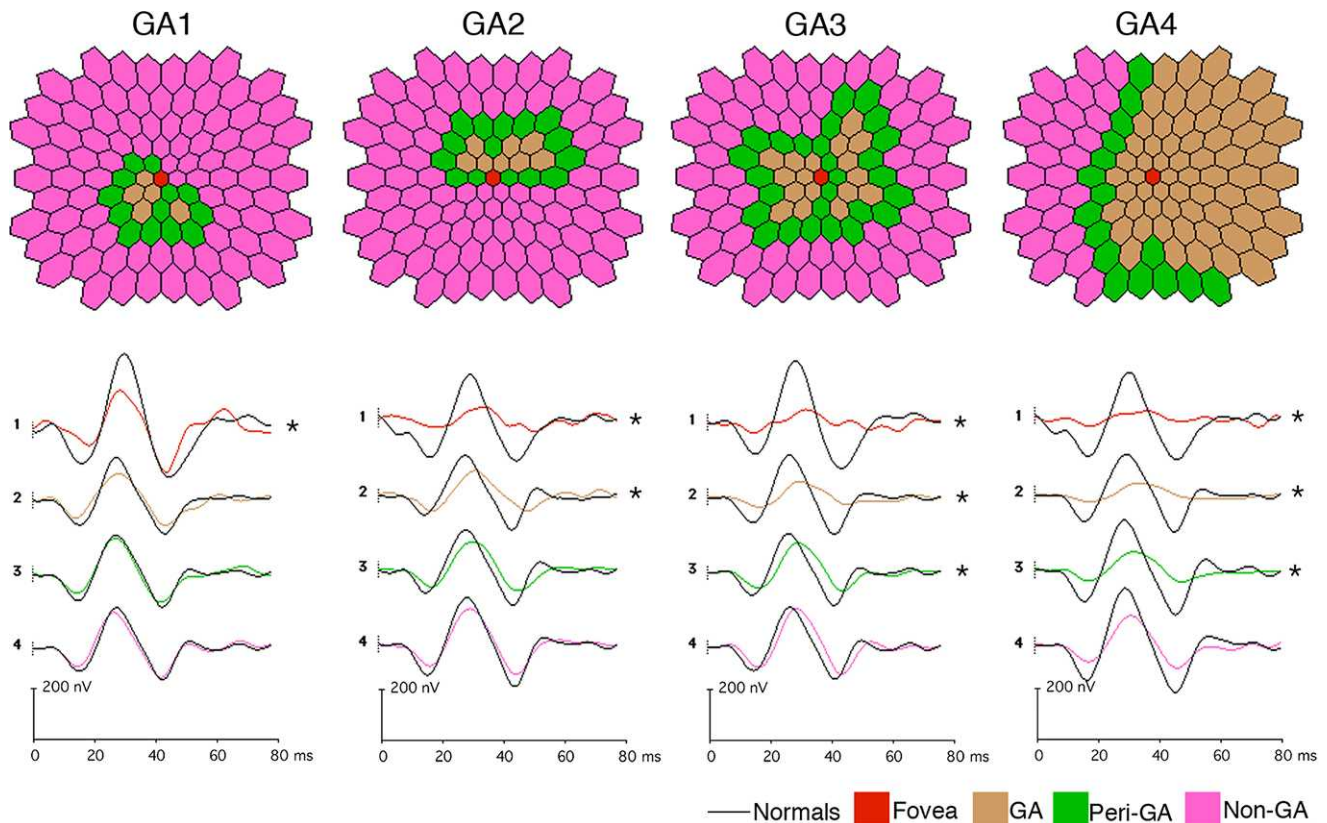 GA1 GA2 GA3 GA4
1 * 1 * 1 * 1 *
2 2 * 2 * 2 *
3 3 3 * 3 *
4 4 4 4
200 nV 200 nV 200 nV 200 nV
0 20 40 60 80 ms 0 20 40 60 80 ms 0 20 40 60 80 ms 0 20 40 60 80 ms
Normals Fovea GA Peri-GA Non-GA